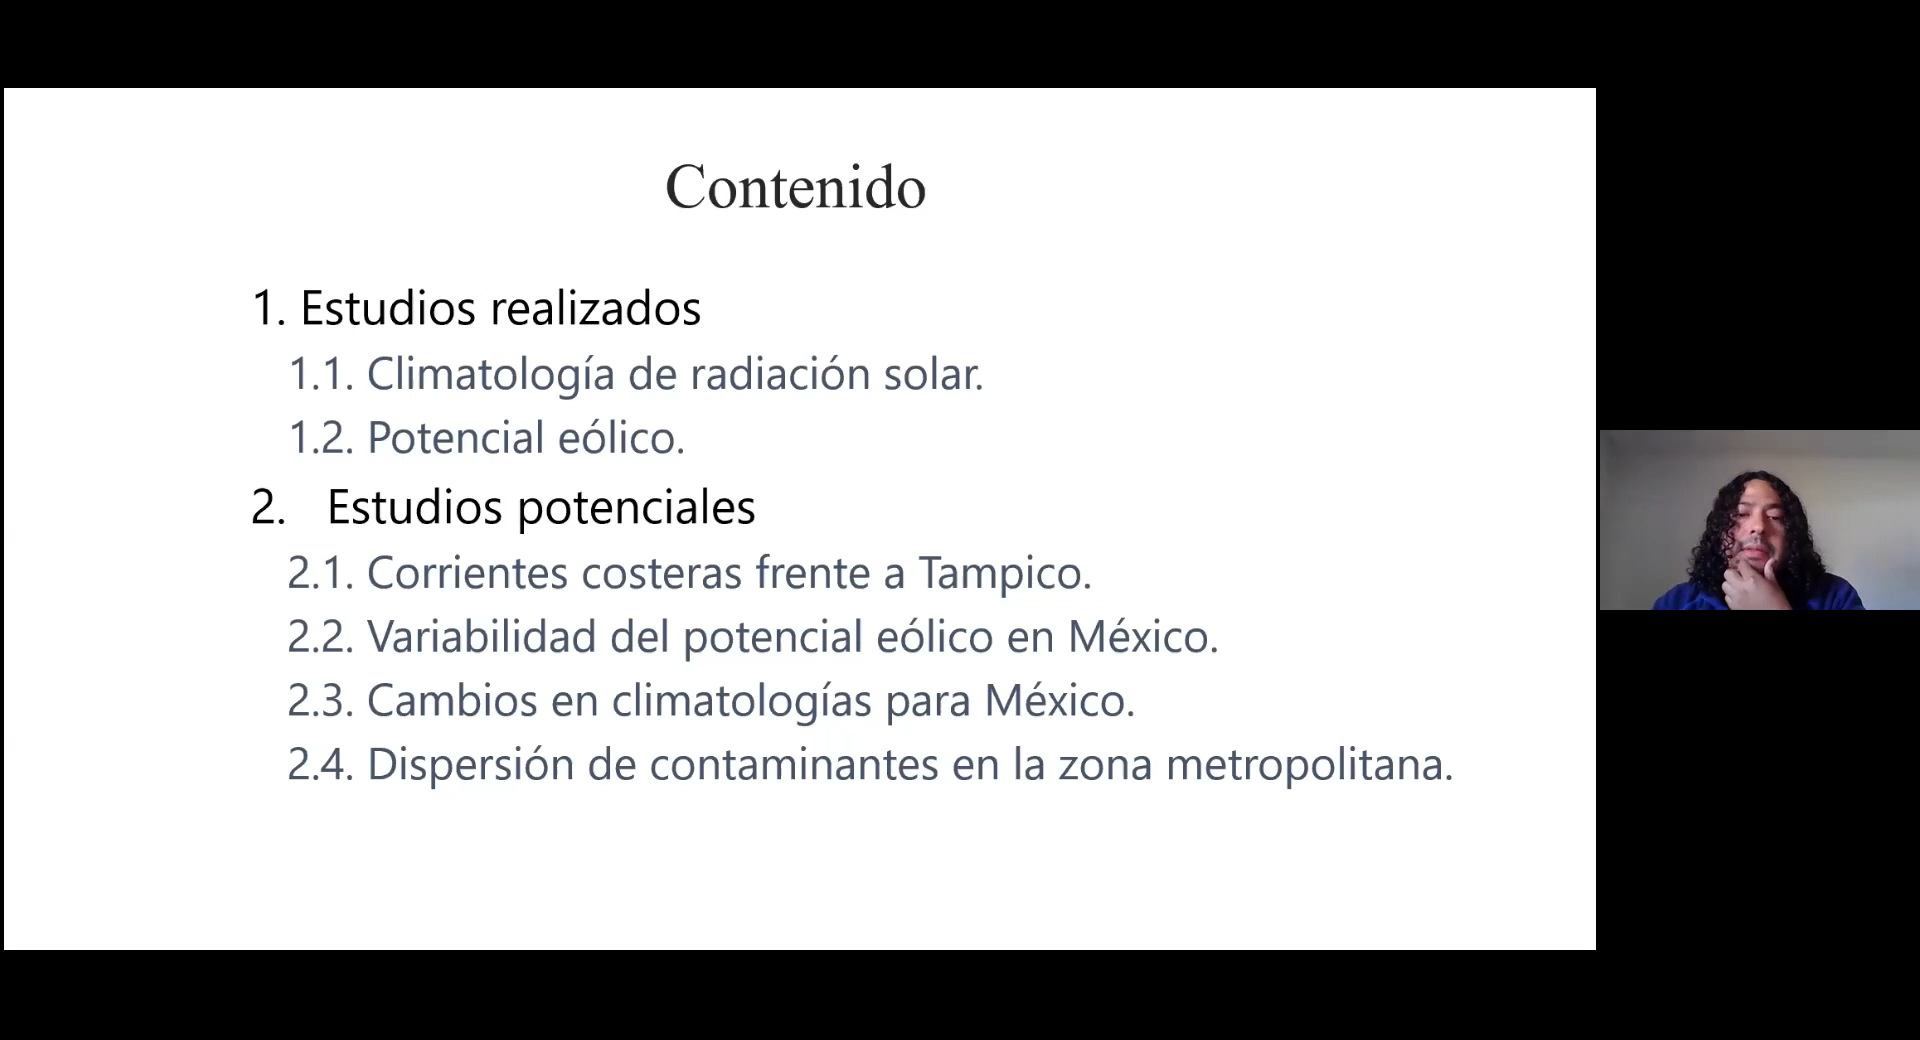 Contenido
1. Estudios realizados
1.1. Climatología de radiación solar.
1.2. Potencial eólico.
2. Estudios potenciales
2.1. Corrientes costeras frente a Tampico.
2.2. Variabilidad del potencial eólico en México.
2.3. Cambios en climatologías para México.
2.4. Dispersión de contaminantes en la zona metropolitana.